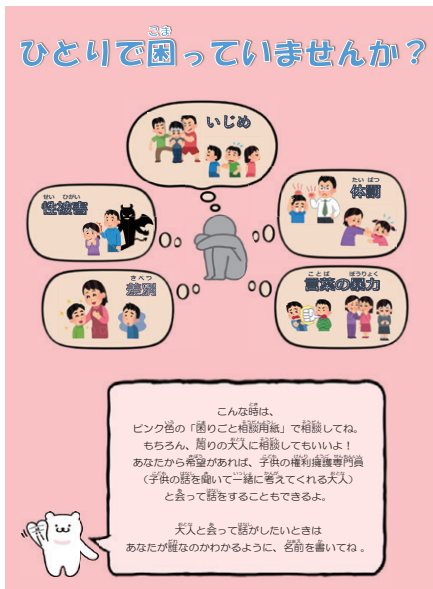 ひとりで困っていませんか？
いじめ
性被害
体罰
差別
言葉の暴力
こんな時は、
ピンク色の「困りごと相談用紙」で相談してね。
もちろん、周りの大人に相談してもいいよ！
あなたから希望があれば、子供の権利擁護専門員
（子供の話を聞いて一緒に考えてくれる大人）
と会って話をすることもできるよ。
大人と会って話がしたいときは
あなたが誰なのかわかるように、名前を書いてね。